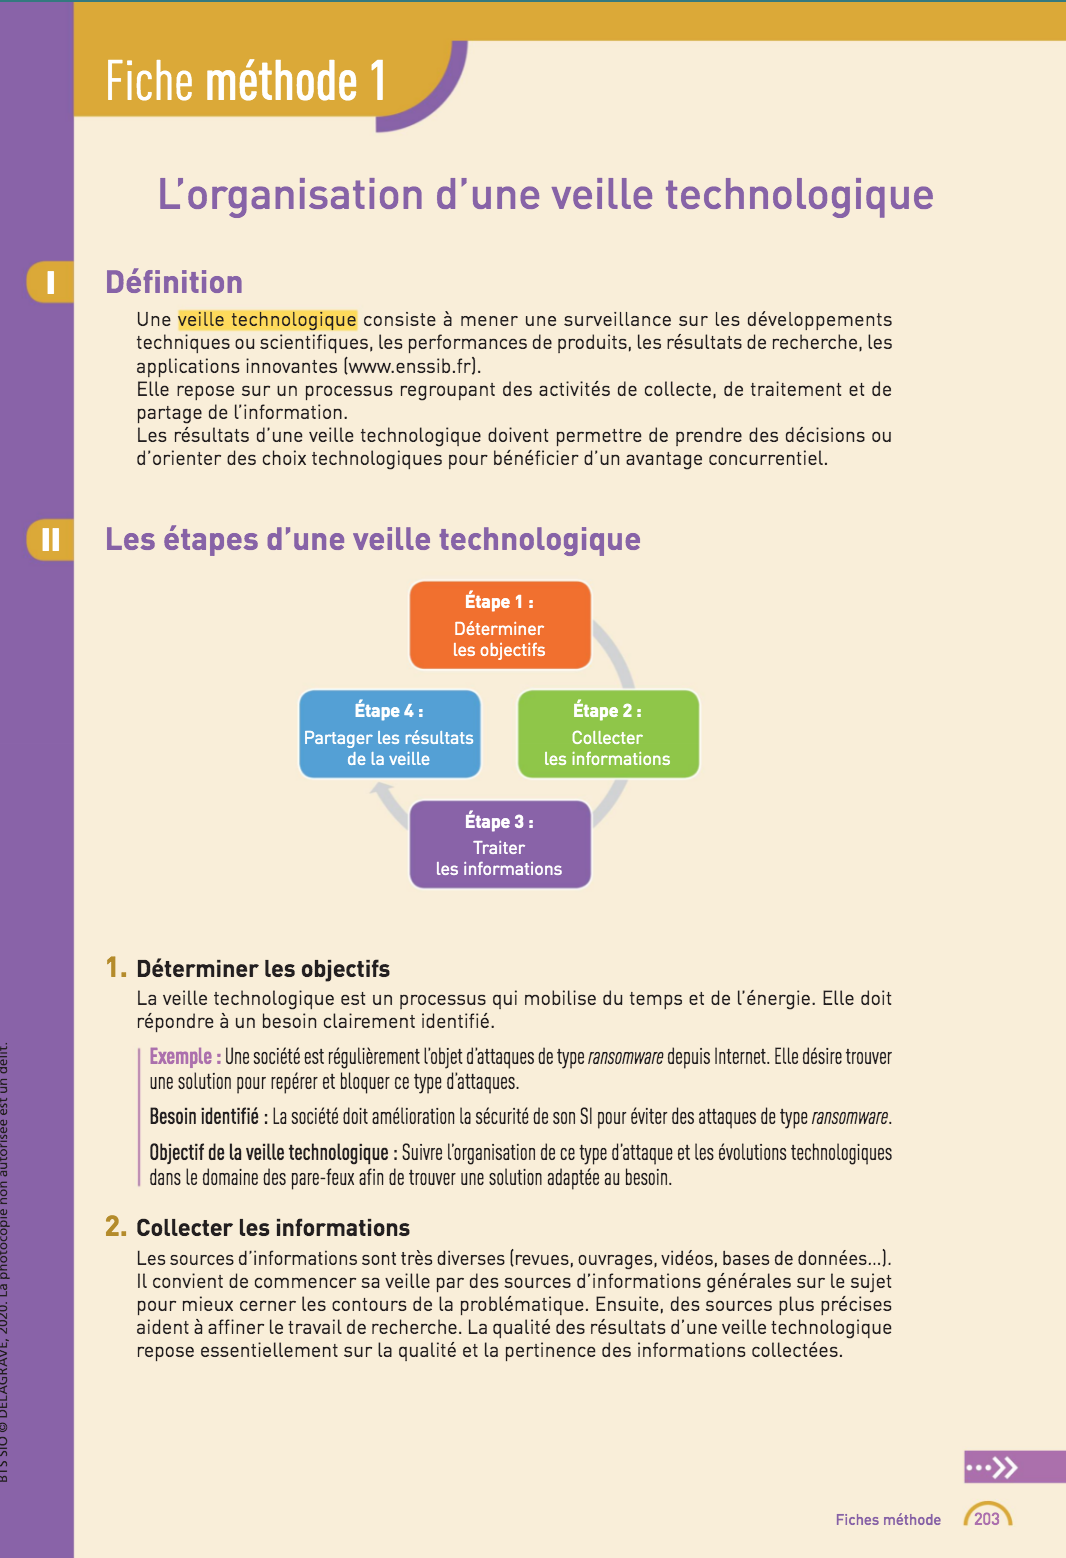 Fiche méthode 1
L’organisation d’une veille technologique
I
Définition
Une veille technologique consiste à mener une surveillance sur les développements
techniques ou scientifiques, les performances de produits, les résultats de recherche, les
applications innovantes (www.enssib.fr).
Elle repose sur un processus regroupant des activités de collecte, de traitement et de
partage de l’information.
Les résultats d’une veille technologique doivent permettre de prendre des décisions ou
d’orienter des choix technologiques pour bénéficier d’un avantage concurrentiel.
II
Les étapes d’une veille technologique
Étape 1 :
Déterminer
les objectifs
Étape 2 :
Collecter
les informations
Étape 3 :
Traiter
les informations
Étape 4 :
Partager les résultats
de la veille
1. Déterminer les objectifs
La veille technologique est un processus qui mobilise du temps et de l’énergie. Elle doit
répondre à un besoin clairement identifié.
Exemple : Une société est régulièrement l’objet d’attaques de type ransomware depuis Internet. Elle désire trouver
une solution pour repérer et bloquer ce type d’attaques.
Besoin identifié : La société doit amélioration la sécurité de son SI pour éviter des attaques de type ransomware.
Objectif de la veille technologique : Suivre l’organisation de ce type d’attaque et les évolutions technologiques
dans le domaine des pare-feux afin de trouver une solution adaptée au besoin.
2. Collecter les informations
Les sources d’informations sont très diverses (revues, ouvrages, vidéos, bases de données…).
Il convient de commencer sa veille par des sources d’informations générales sur le sujet
pour mieux cerner les contours de la problématique. Ensuite, des sources plus précises
aident à affiner le travail de recherche. La qualité des résultats d’une veille technologique
repose essentiellement sur la qualité et la pertinence des informations collectées.
BTS SIO © DELAGRAVE, 2020. La photocopie non autorisée est un délit.
Fiches méthode 203